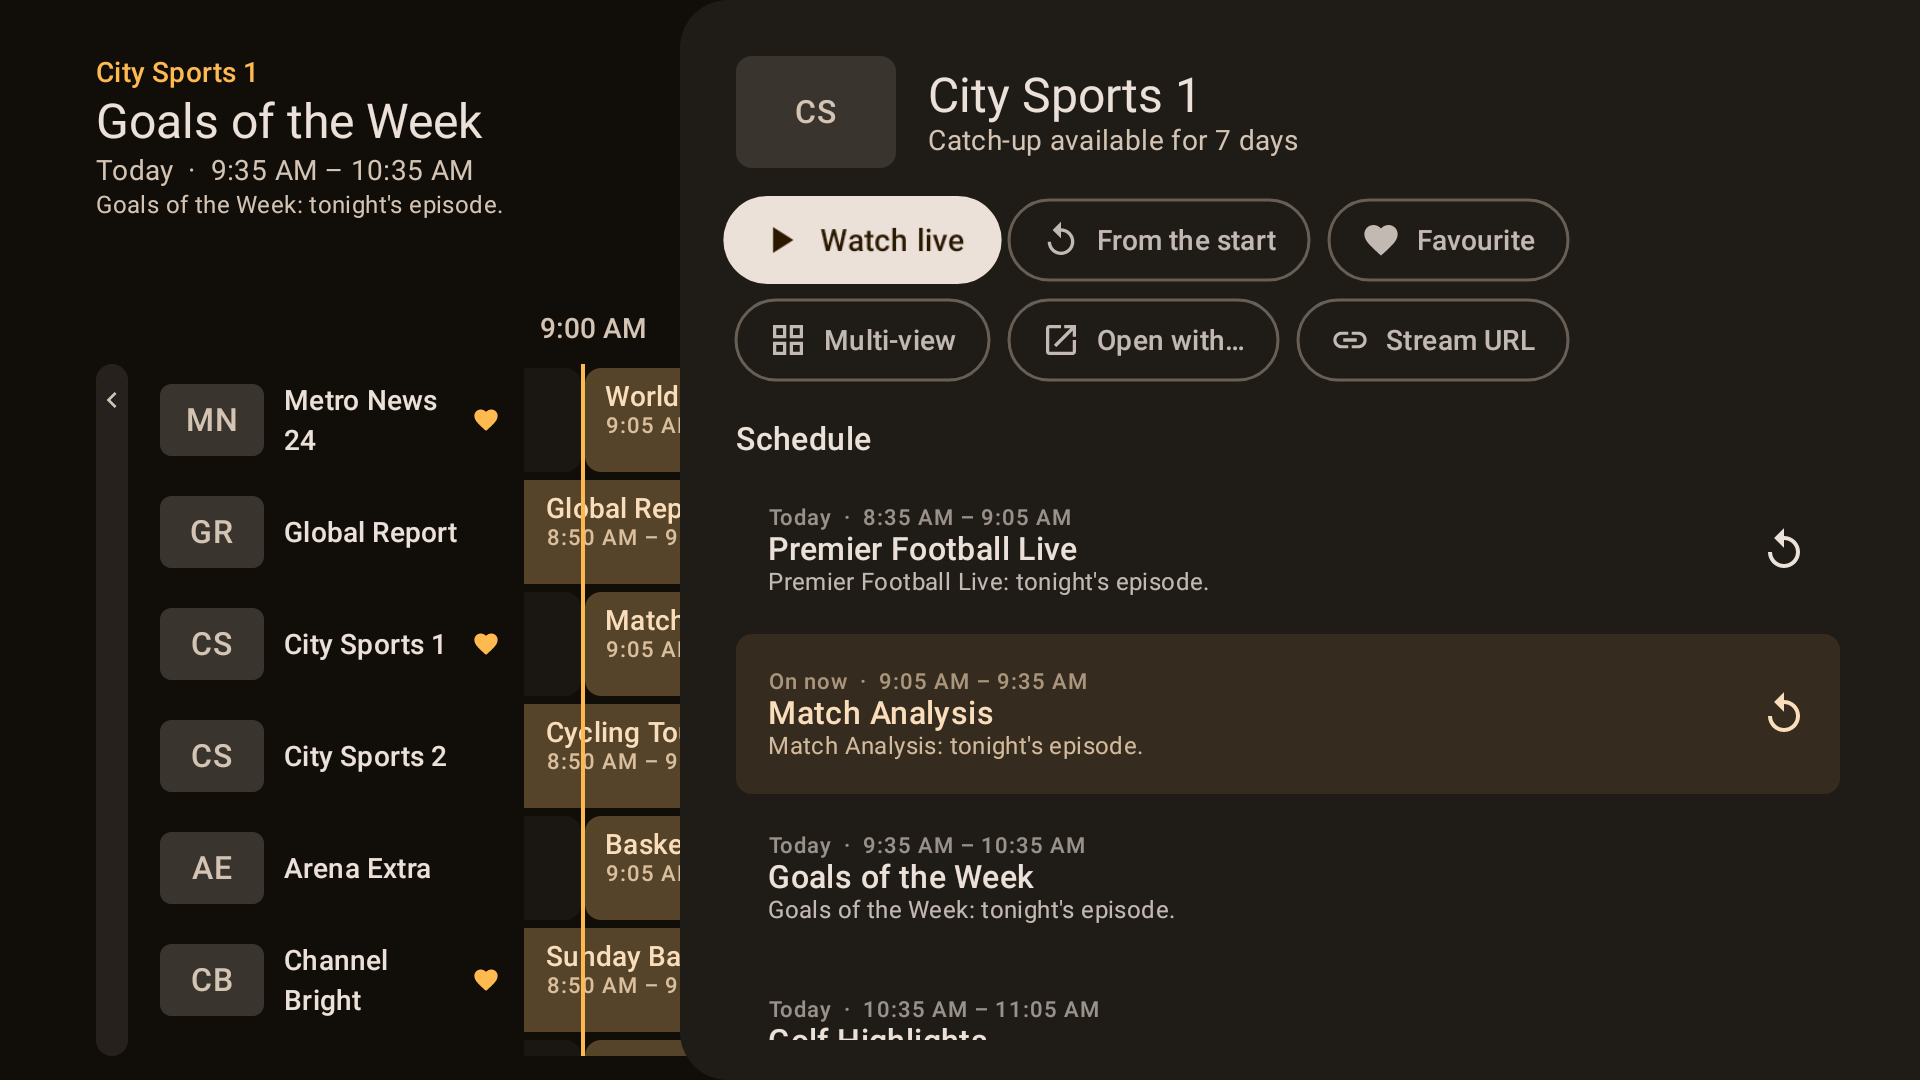 City Sports 1
Goals of the Week
Today · 9:35 AM – 10:35 AM
Goals of the Week: tonight's episode.
9:00 AM
MN
Metro News
24
World
9:05 A
GR
Global Report
Global Rep
8:50 AM – 9
CS
City Sports 1
Match
9:05 A
CS
City Sports 2
Cycling To
8:50 AM – 9
AE
Arena Extra
Baske
9:05 A
CB
Channel
Bright
Sunday Ba
8:50 AM – 9
CS
City Sports 1
Catch-up available for 7 days
Watch live
From the start
Favourite
Multi-view
Open with...
Stream URL
Schedule
Today · 8:35 AM – 9:05 AM
Premier Football Live
Premier Football Live: tonight's episode.
On now · 9:05 AM – 9:35 AM
Match Analysis
Match Analysis: tonight's episode.
Today · 9:35 AM – 10:35 AM
Goals of the Week
Goals of the Week: tonight's episode.
Today · 10:35 AM – 11:05 AM
Golf Highlights